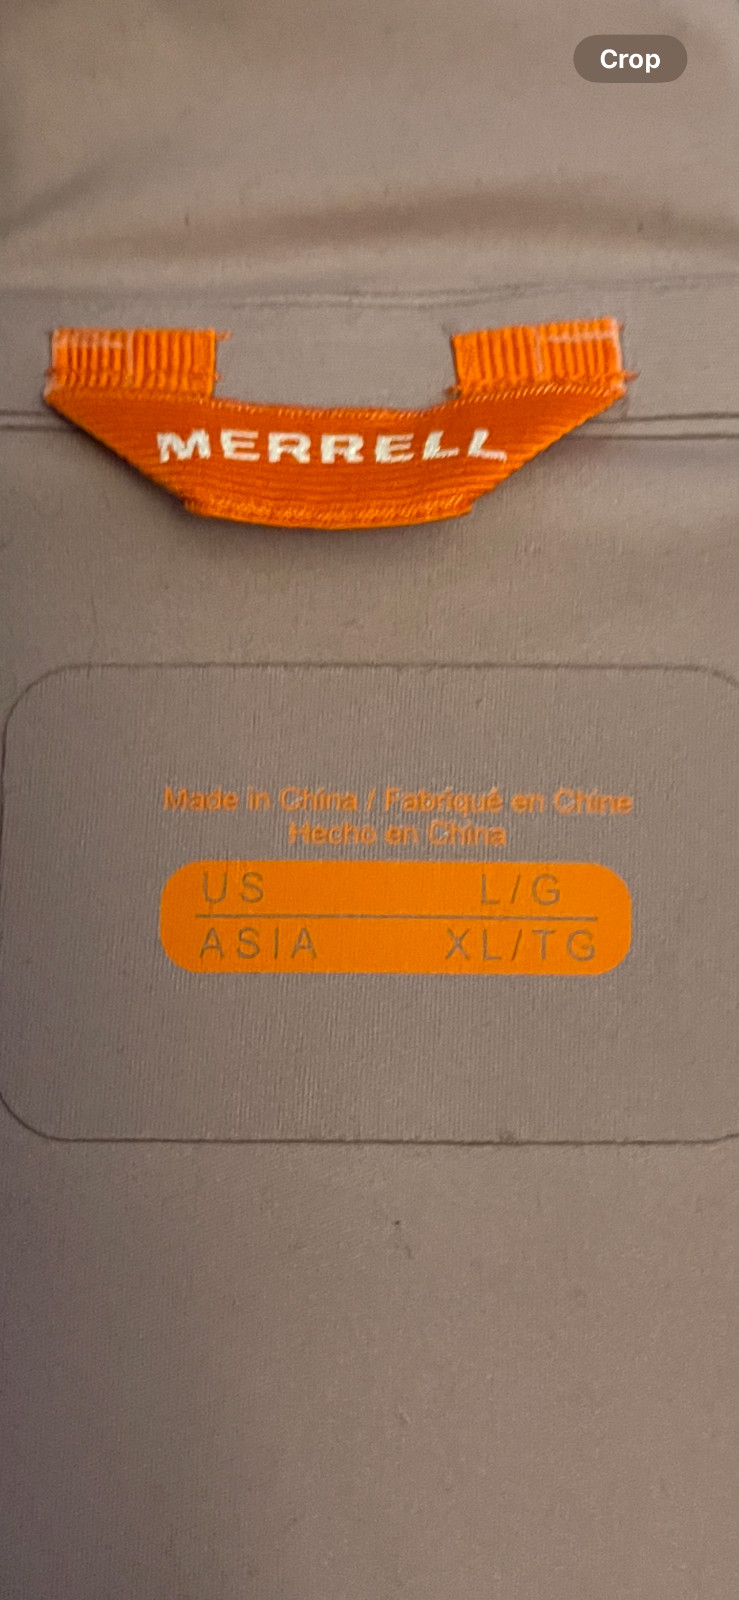 Crop
MERRELL
Made in China / Fabriqué en Chine
Hecho en China
US L/G
ASIA XL/TG